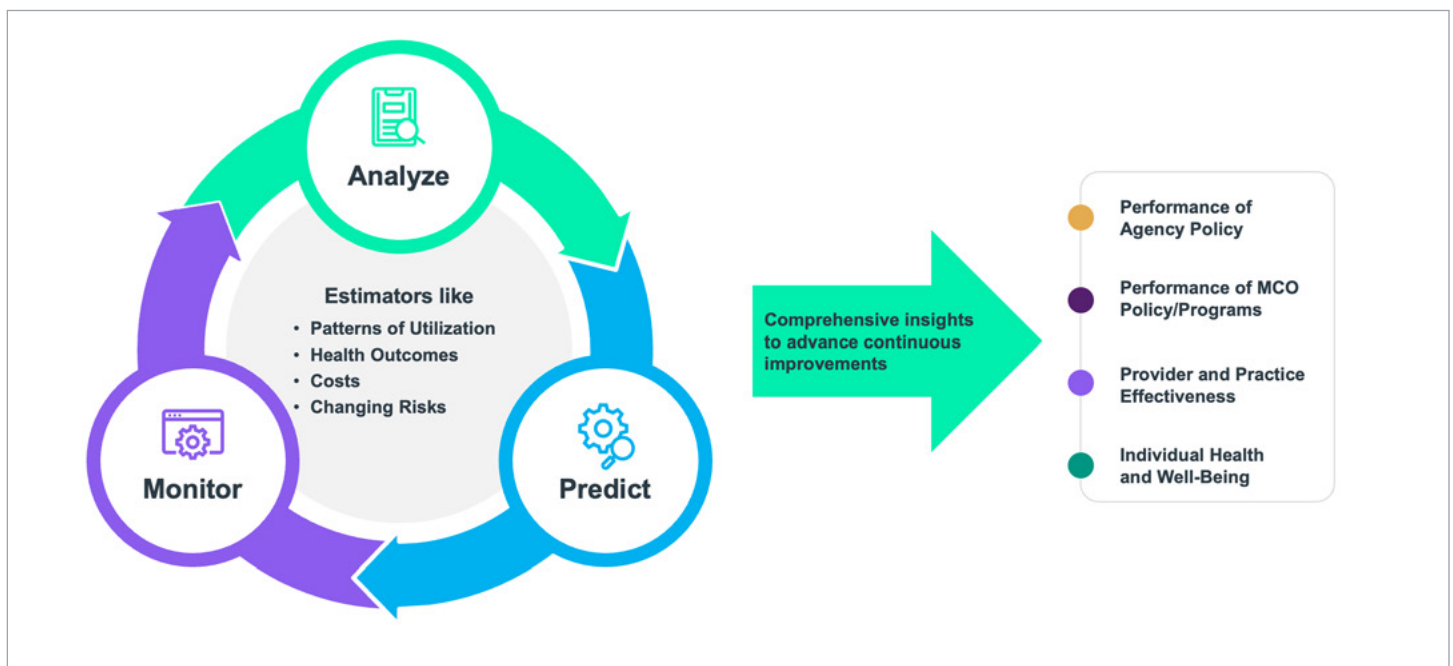 Analyze
Estimators like
• Patterns of Utilization
• Health Outcomes
• Costs
• Changing Risks
Monitor
Predict
Comprehensive insights
to advance continuous
improvements
Performance of
Agency Policy
Performance of MCO
Policy/Programs
Provider and Practice
Effectiveness
Individual Health
and Well-Being